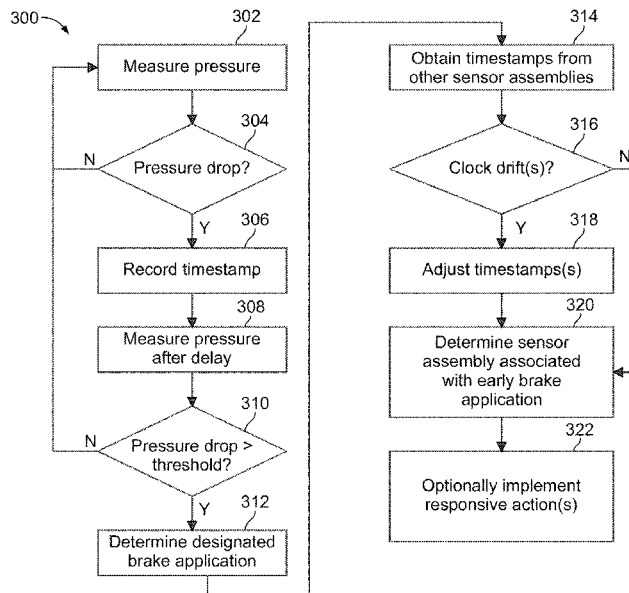 300
302
Measure pressure
304
Pressure drop?
N
Y
306
Record timestamp
308
Measure pressure
after delay
310
Pressure drop >
threshold?
N
Y
312
Determine designated
brake application
314
Obtain timestamps from
other sensor assemblies
316
Clock drift(s)?
N
Y
318
Adjust timestamps(s)
320
Determine sensor
assembly associated
with early brake
application
322
Optionally implement
responsive action(s)